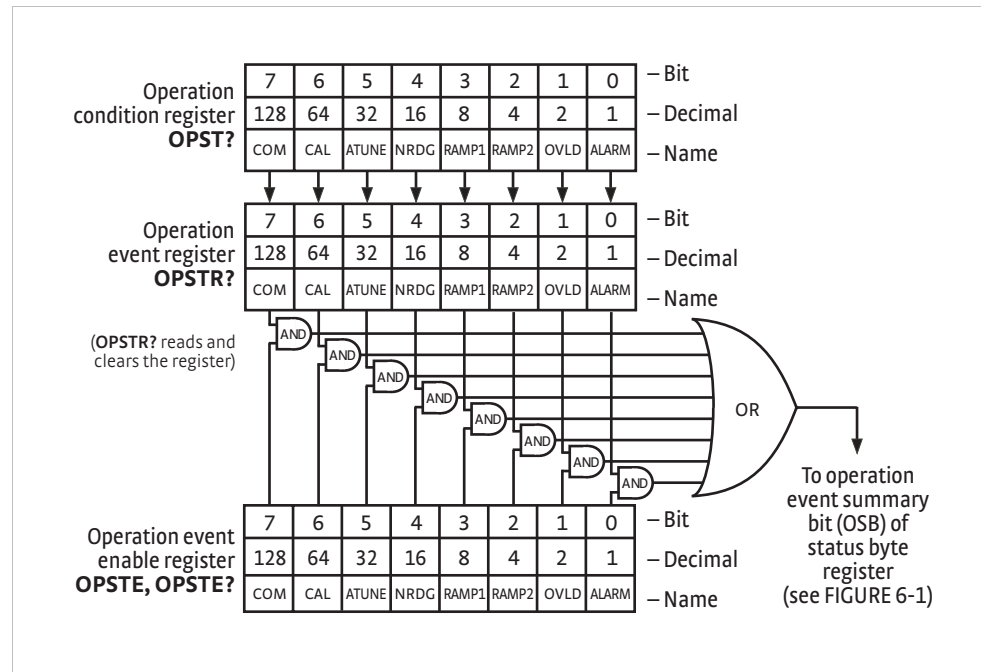 Operation
condition register
OPST?
7 6 5 4 3 2 1 0 – Bit
128 64 32 16 8 4 2 1 – Decimal
COM CAL ATUNE NRDG RAMP1 RAMP2 OVLD ALARM – Name
Operation
event register
OPSTR?
7 6 5 4 3 2 1 0 – Bit
128 64 32 16 8 4 2 1 – Decimal
COM CAL ATUNE NRDG RAMP1 RAMP2 OVLD ALARM – Name
(OPSTR? reads and
clears the register)
AND
AND
AND
AND
AND
AND
AND
AND
OR
To operation
event summary
bit (OSB) of
status byte
register
(see FIGURE 6-1)
Operation event
enable register
OPSTE, OPSTE?
7 6 5 4 3 2 1 0 – Bit
128 64 32 16 8 4 2 1 – Decimal
COM CAL ATUNE NRDG RAMP1 RAMP2 OVLD ALARM – Name